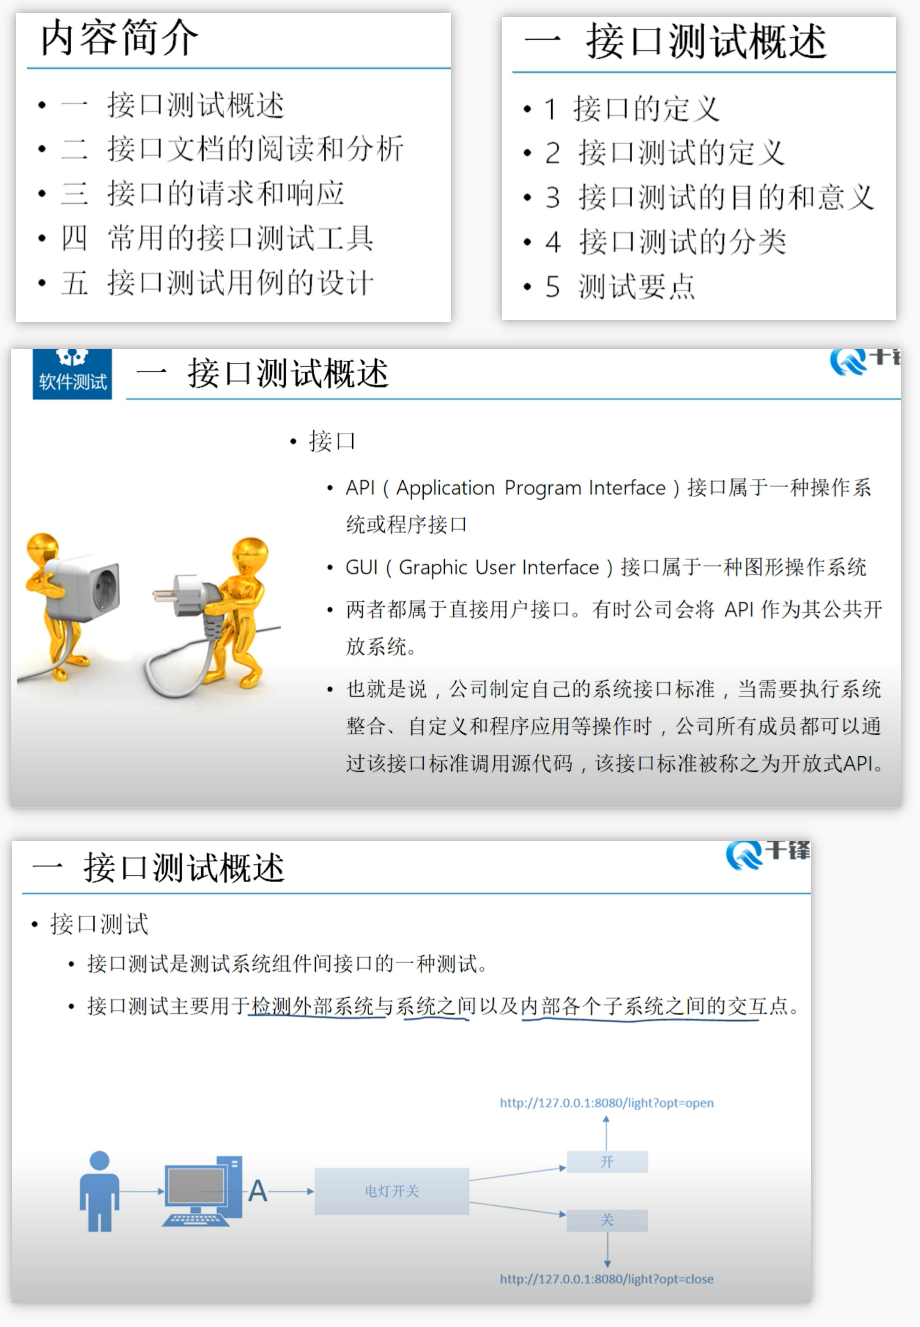 内容简介
• 一 接口测试概述
• 二 接口文档的阅读和分析
• 三 接口的请求和响应
• 四 常用的接口测试工具
• 五 接口测试用例的设计
一 接口测试概述
• 1 接口的定义
• 2 接口测试的定义
• 3 接口测试的目的和意义
• 4 接口测试的分类
• 5 测试要点
软件测试
一 接口测试概述
千锋
• 接口
• API ( Application Program Interface ) 接口属于一种操作系
统或程序接口
• GUI ( Graphic User Interface ) 接口属于一种图形操作系统
• 两者都属于直接用户接口。有时公司会将 API 作为其公共开
放系统。
• 也就是说，公司制定自己的系统接口标准，当需要执行系统
整合、自定义和程序应用等操作时，公司所有成员都可以通
过该接口标准调用源代码，该接口标准被称之为开放式API。
一 接口测试概述
千锋
• 接口测试
• 接口测试是测试系统组件间接口的一种测试。
• 接口测试主要用于检测外部系统与系统之间以及内部各个子系统之间的交互点。
http://127.0.0.1:8080/light?opt=open
开
A
电灯开关
关
http://127.0.0.1:8080/light?opt=close